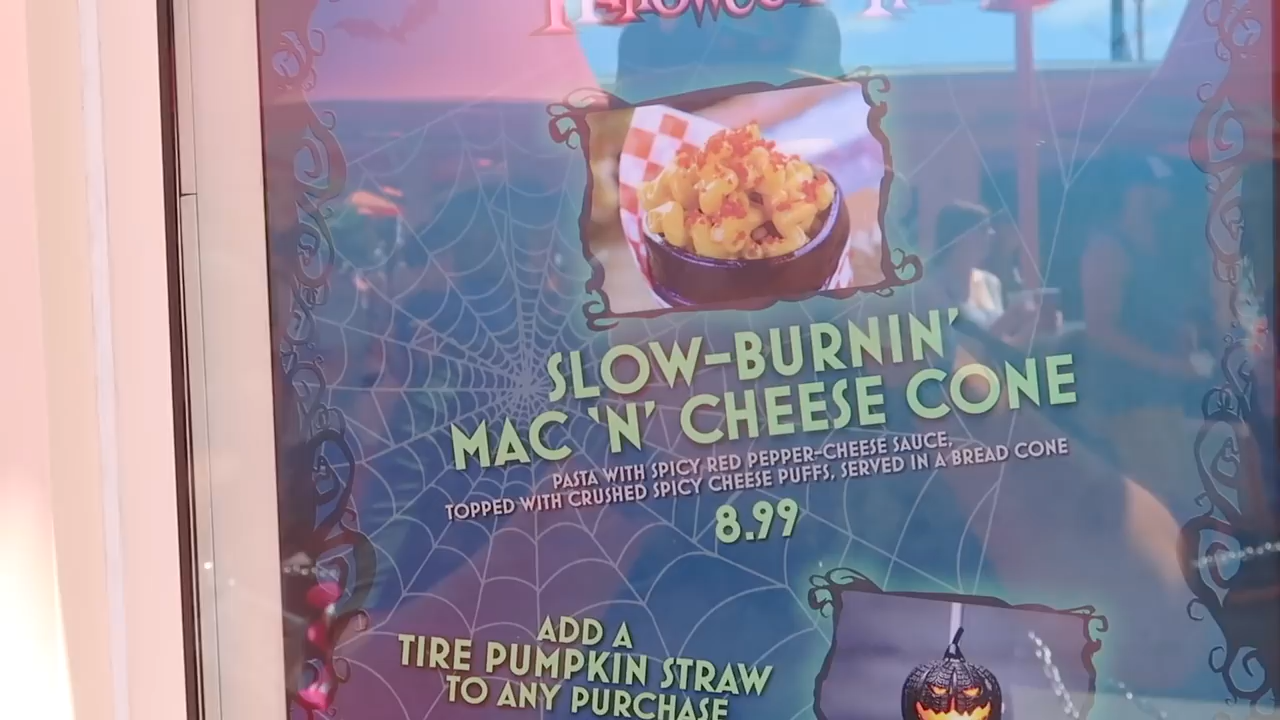 SLOW-BURNIN'
MAC 'N' CHEESE CONE
PASTA WITH SPICY RED PEPPER-CHEESE SAUCE,
TOPPED WITH CRUSHED SPICY CHEESE PUFFS, SERVED IN A BREAD CONE
8.99
ADD A
TIRE PUMPKIN STRAW
TO ANY PURCHASE